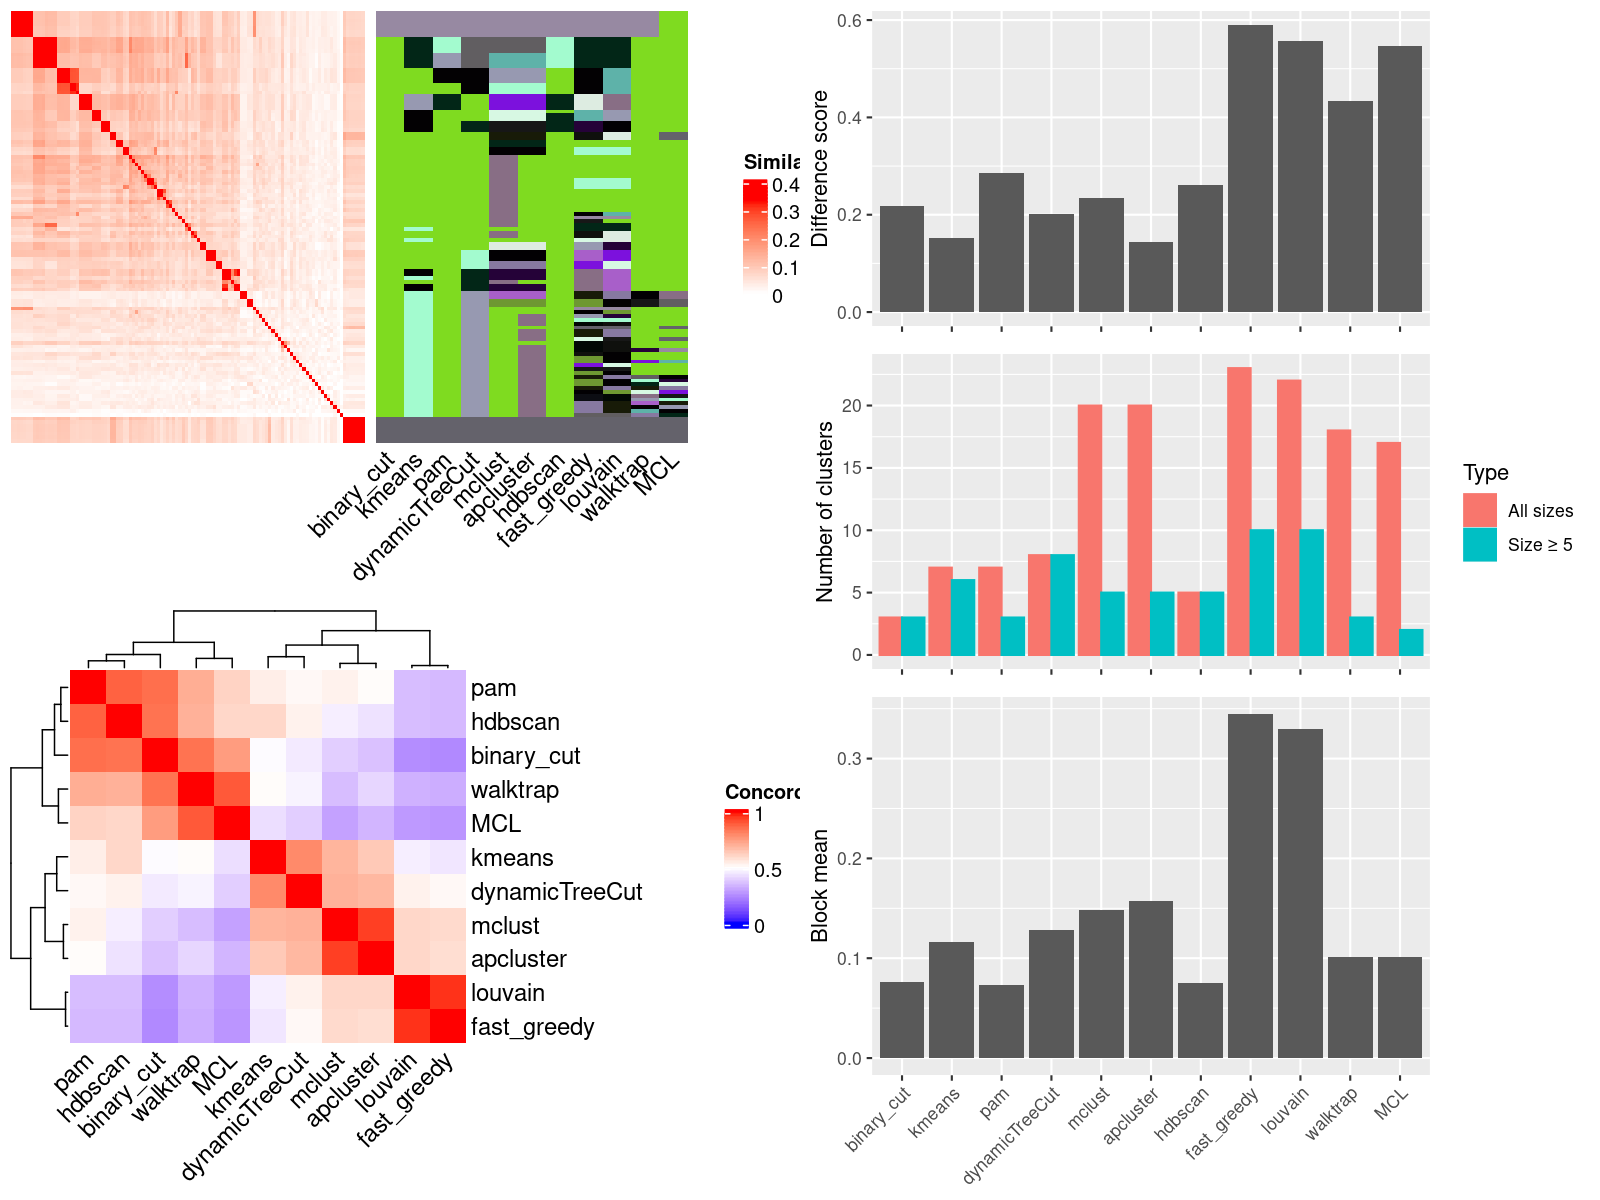 Simila
0.4
0.3
0.2
0.1
0
binary_cut
kmeans
pam
dynamicTreeCut
mclust
apcluster
hdbscan
fast_greedy
louvain
walktrap
MCL
pam
hdbscan
binary_cut
walktrap
MCL
kmeans
dynamicTreeCut
mclust
apcluster
louvain
fast_greedy
pam
hdbscan
binary_cut
walktrap
MCL
kmeans
dynamicTreeCut
mclust
apcluster
louvain
fast_greedy
Concord
1
0.5
0
Difference score
0.6
0.4
0.2
0.0
Number of clusters
20
15
10
5
0
Type
All sizes
Size ≥ 5
Block mean
0.3
0.2
0.1
0.0
binary_cut
kmeans
pam
dynamicTreeCut
mclust
apcluster
hdbscan
fast_greedy
louvain
walktrap
MCL